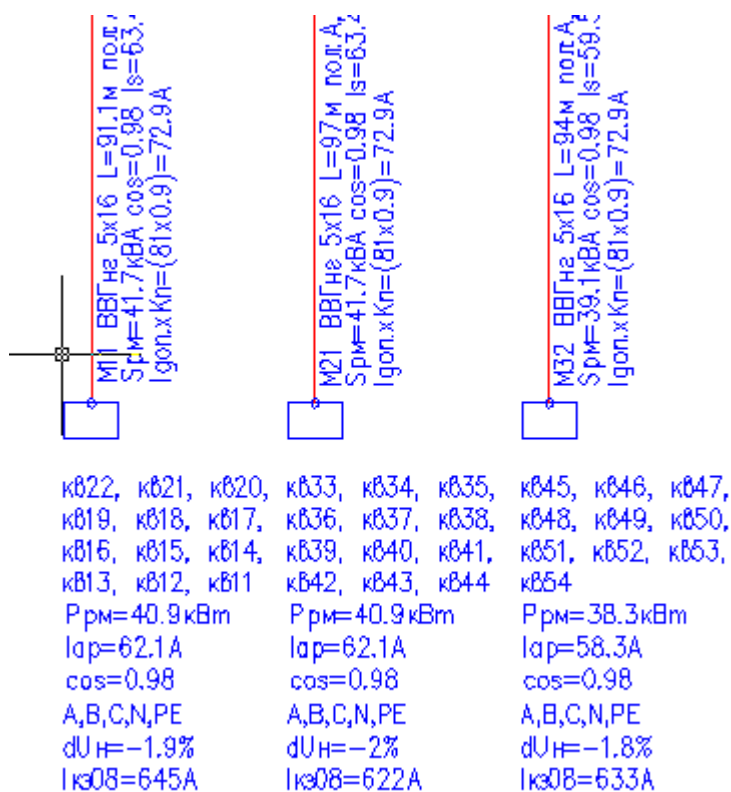 М11 ВВГнг 5х16 L=91.1м пол: А,
Sрм=41.7кВА cos=0.98 Is=63.
Iдоп.хКп=(81х0.9)=72.9А
М21 ВВГнг 5х16 L=97м пол: А,
Sрм=41.7кВА cos=0.98 Is=63.
Iдоп.хКп=(81х0.9)=72.9А
М32 ВВГнг 5х16 L=94м пол: А,
Sрм=39.1кВА cos=0.98 Is=59.
Iдоп.хКп=(81х0.9)=72.9А
кв22, кв21, кв20,
кв19, кв18, кв17,
кв16, кв15, кв14,
кв13, кв12, кв11
Ррм=40.9кВт
Iар=62.1А
cos=0.98
A,B,C,N,PE
dUн=-1.9%
Iкз08=645А
кв33, кв34, кв35,
кв36, кв37, кв38,
кв39, кв40, кв41,
кв42, кв43, кв44
Ррм=40.9кВт
Iар=62.1А
cos=0.98
A,B,C,N,PE
dUн=-2%
Iкз08=622А
кв45, кв46, кв47,
кв48, кв49, кв50,
кв51, кв52, кв53,
кв54
Ррм=38.3кВт
Iар=58.3А
cos=0.98
A,B,C,N,PE
dUн=-1.8%
Iкз08=633А